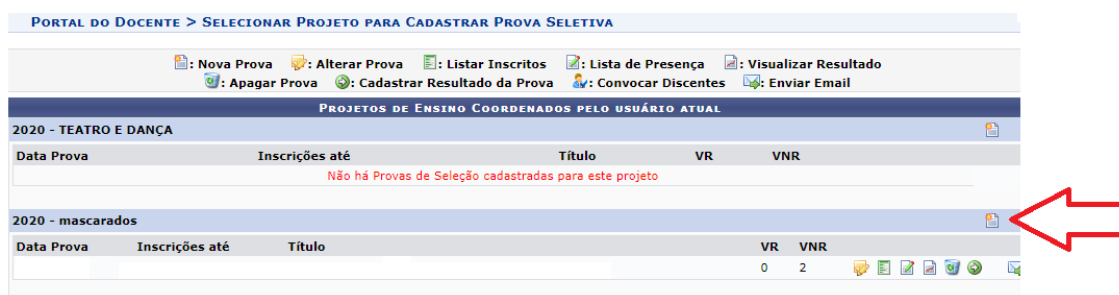 PORTAL DO DOCENTE > SELECIONAR PROJETO PARA CADASTRAR PROVA SELETIVA
: Nova Prova : Alterar Prova : Listar Inscritos : Lista de Presença : Visualizar Resultado
: Apagar Prova : Cadastrar Resultado da Prova : Convocar Discentes : Enviar Email
PROJETOS DE ENSINO COORDENADOS PELO USUÁRIO ATUAL
2020 - TEATRO E DANÇA
Data Prova Inscrições até Título VR VNR
Não há Provas de Seleção cadastradas para este projeto
2020 - mascarados
Data Prova Inscrições até Título VR VNR
0 2